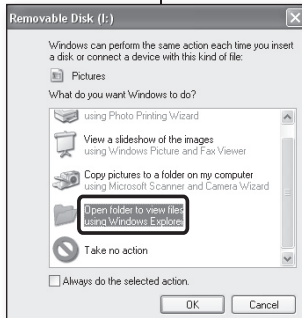 Removable Disk (I:)
Windows can perform the same action each time you insert
a disk or connect a device with this kind of file:
Pictures
What do you want Windows to do?
using Photo Printing Wizard
View a slideshow of the images
using Windows Picture and Fax Viewer
Copy pictures to a folder on my computer
using Microsoft Scanner and Camera Wizard
Open folder to view files
using Windows Explorer
Take no action
Always do the selected action.
OK
Cancel